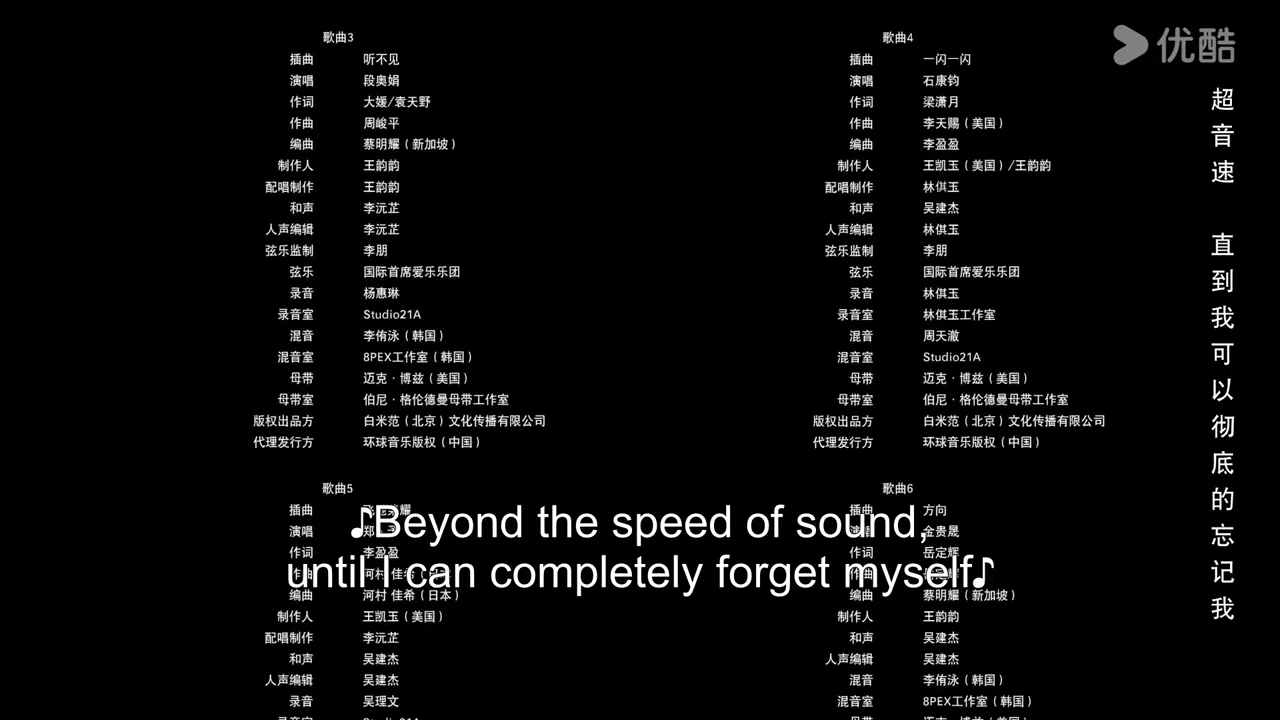 优酷
歌曲3
插曲 听不见
演唱 段奥娟
作词 大媛/袁天野
作曲 周峻平
编曲 蔡明耀（新加坡）
制作人 王韵韵
配唱制作 王韵韵
和声 李沅芷
人声编辑 李沅芷
弦乐监制 李朋
弦乐 国际首席爱乐乐团
录音 杨惠琳
录音室 Studio21A
混音 李侑泳（韩国）
混音室 8PEX工作室（韩国）
母带 迈克·博兹（美国）
母带室 伯尼·格伦德曼母带工作室
版权出品方 白米范（北京）文化传播有限公司
代理发行方 环球音乐版权（中国）
歌曲4
插曲 一闪一闪
演唱 石康钧
作词 梁潇月
作曲 李天赐（美国）
编曲 李盈盈
制作人 王凯玉（美国）/王韵韵
配唱制作 林倛玉
和声 吴建杰
人声编辑 林倛玉
弦乐监制 李朋
弦乐 国际首席爱乐乐团
录音 林倛玉
录音室 林倛玉工作室
混音 周天澈
混音室 Studio21A
母带 迈克·博兹（美国）
母带室 伯尼·格伦德曼母带工作室
版权出品方 白米范（北京）文化传播有限公司
代理发行方 环球音乐版权（中国）
歌曲5
插曲
演唱
作词 李盈盈
河村 佳希
编曲 河村 佳希（日本）
制作人 王凯玉（美国）
配唱制作 李沅芷
和声 吴建杰
人声编辑 吴建杰
录音 吴理文
歌曲6
插曲 方向
金贵晟
作词 岳定辉
编曲 蔡明耀（新加坡）
制作人 王韵韵
和声 吴建杰
人声编辑 吴建杰
混音 李侑泳（韩国）
混音室 8PEX工作室（韩国）
♪Beyond the speed of sound,
until I can completely forget myself♪
超音速 直到我可以彻底的忘记我